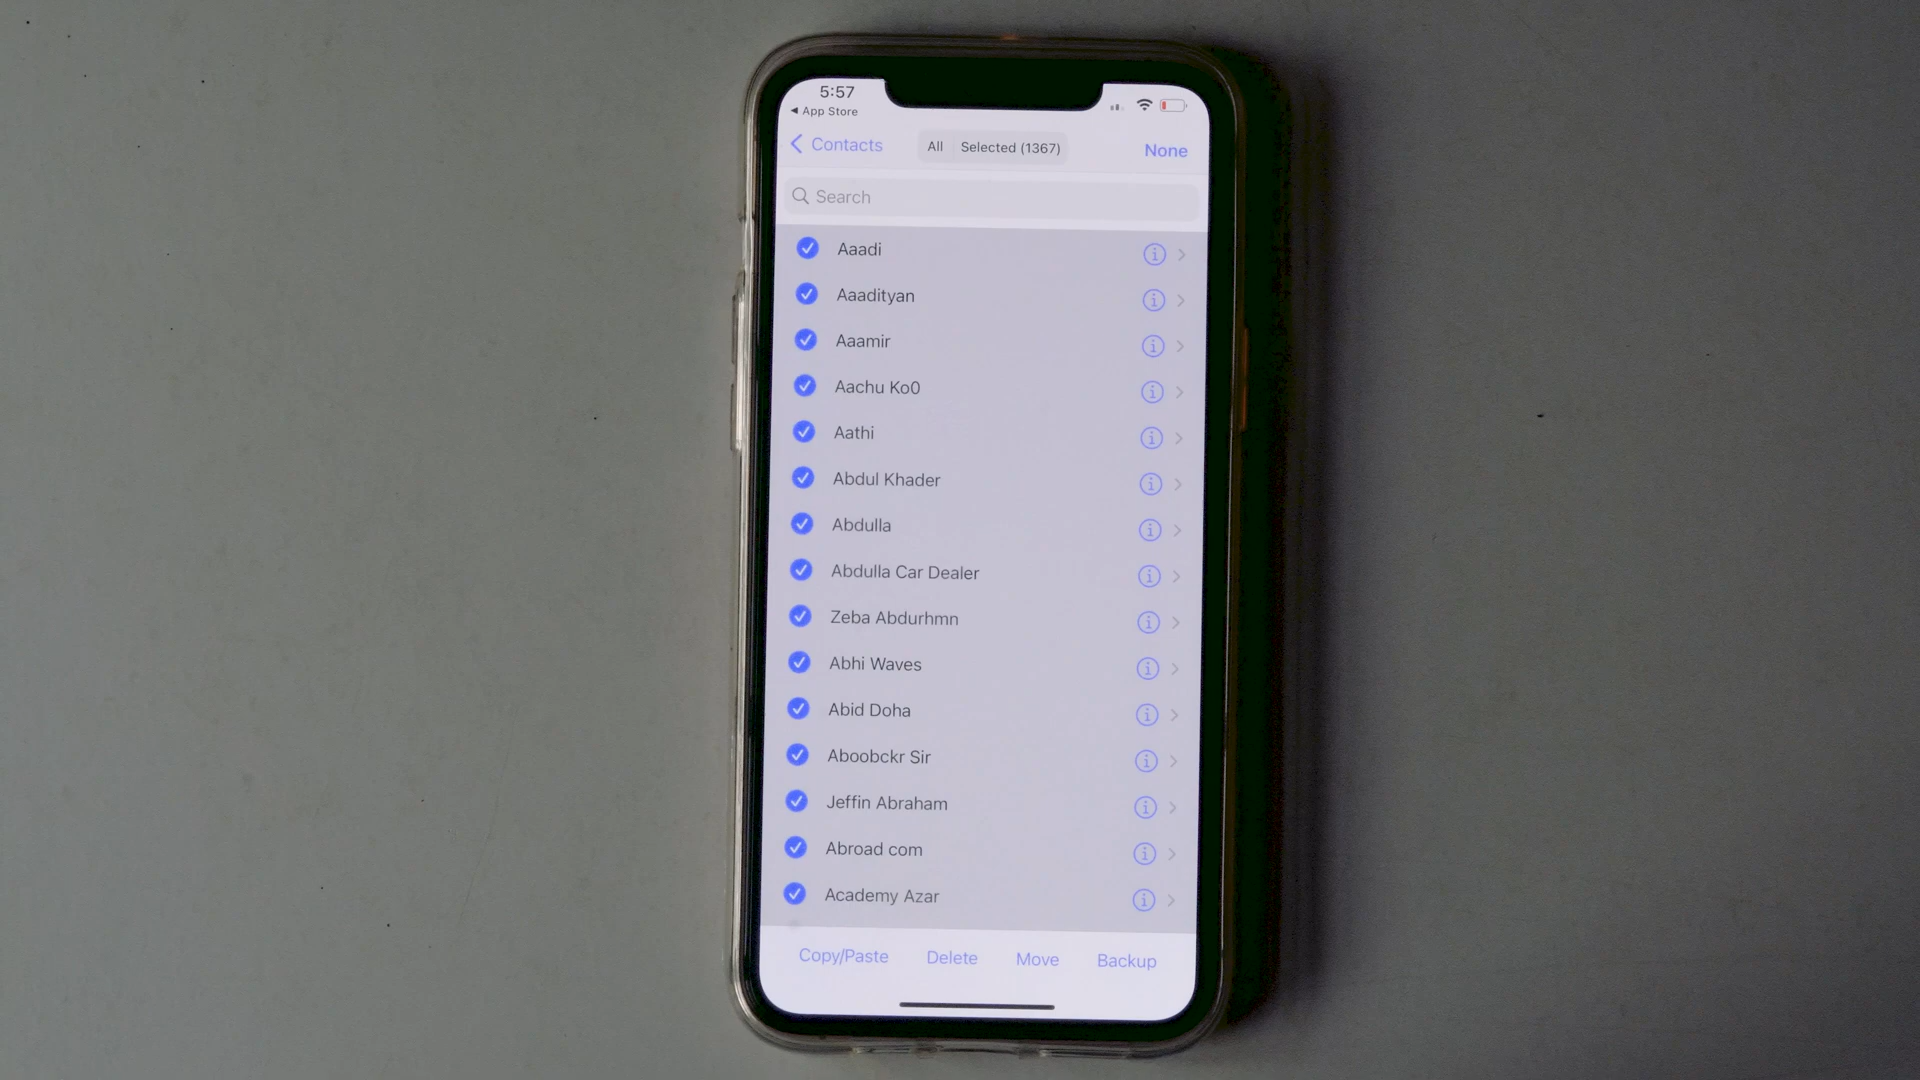 5:57
◀ App Store
Contacts All Selected (1367) None
Search
Aaadi
Aaadityan
Aaamir
Aachu Ko0
Aathi
Abdul Khader
Abdulla
Abdulla Car Dealer
Zeba Abdurhmn
Abhi Waves
Abid Doha
Aboobckr Sir
Jeffin Abraham
Abroad com
Academy Azar
Copy/Paste Delete Move Backup